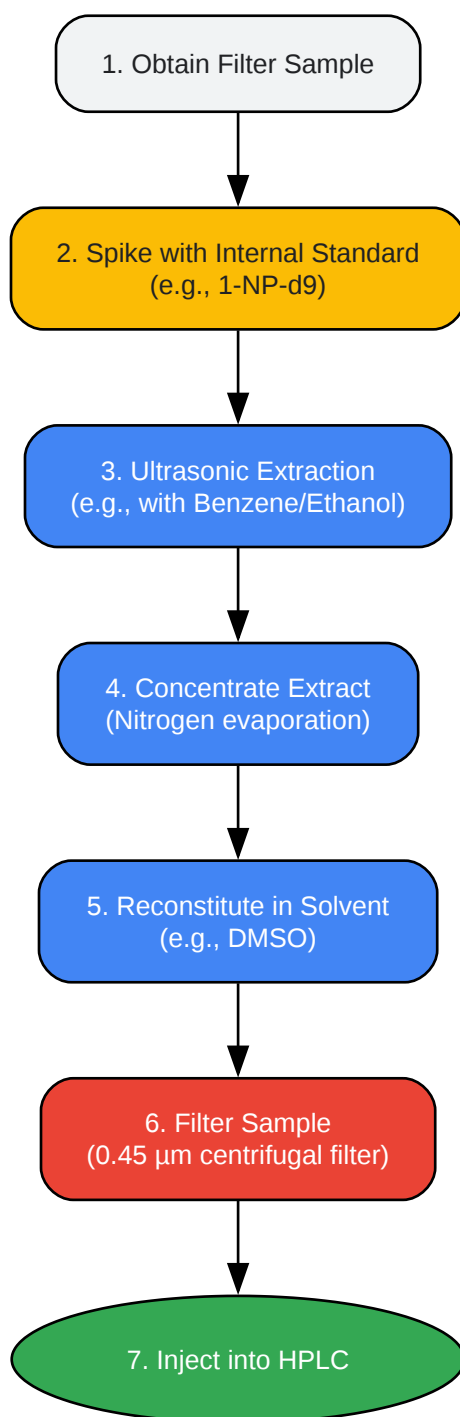 1. Obtain Filter Sample
2. Spike with Internal Standard
(e.g., 1-NP-d9)
3. Ultrasonic Extraction
(e.g., with Benzene/Ethanol)
4. Concentrate Extract
(Nitrogen evaporation)
5. Reconstitute in Solvent
(e.g., DMSO)
6. Filter Sample
(0.45 µm centrifugal filter)
7. Inject into HPLC